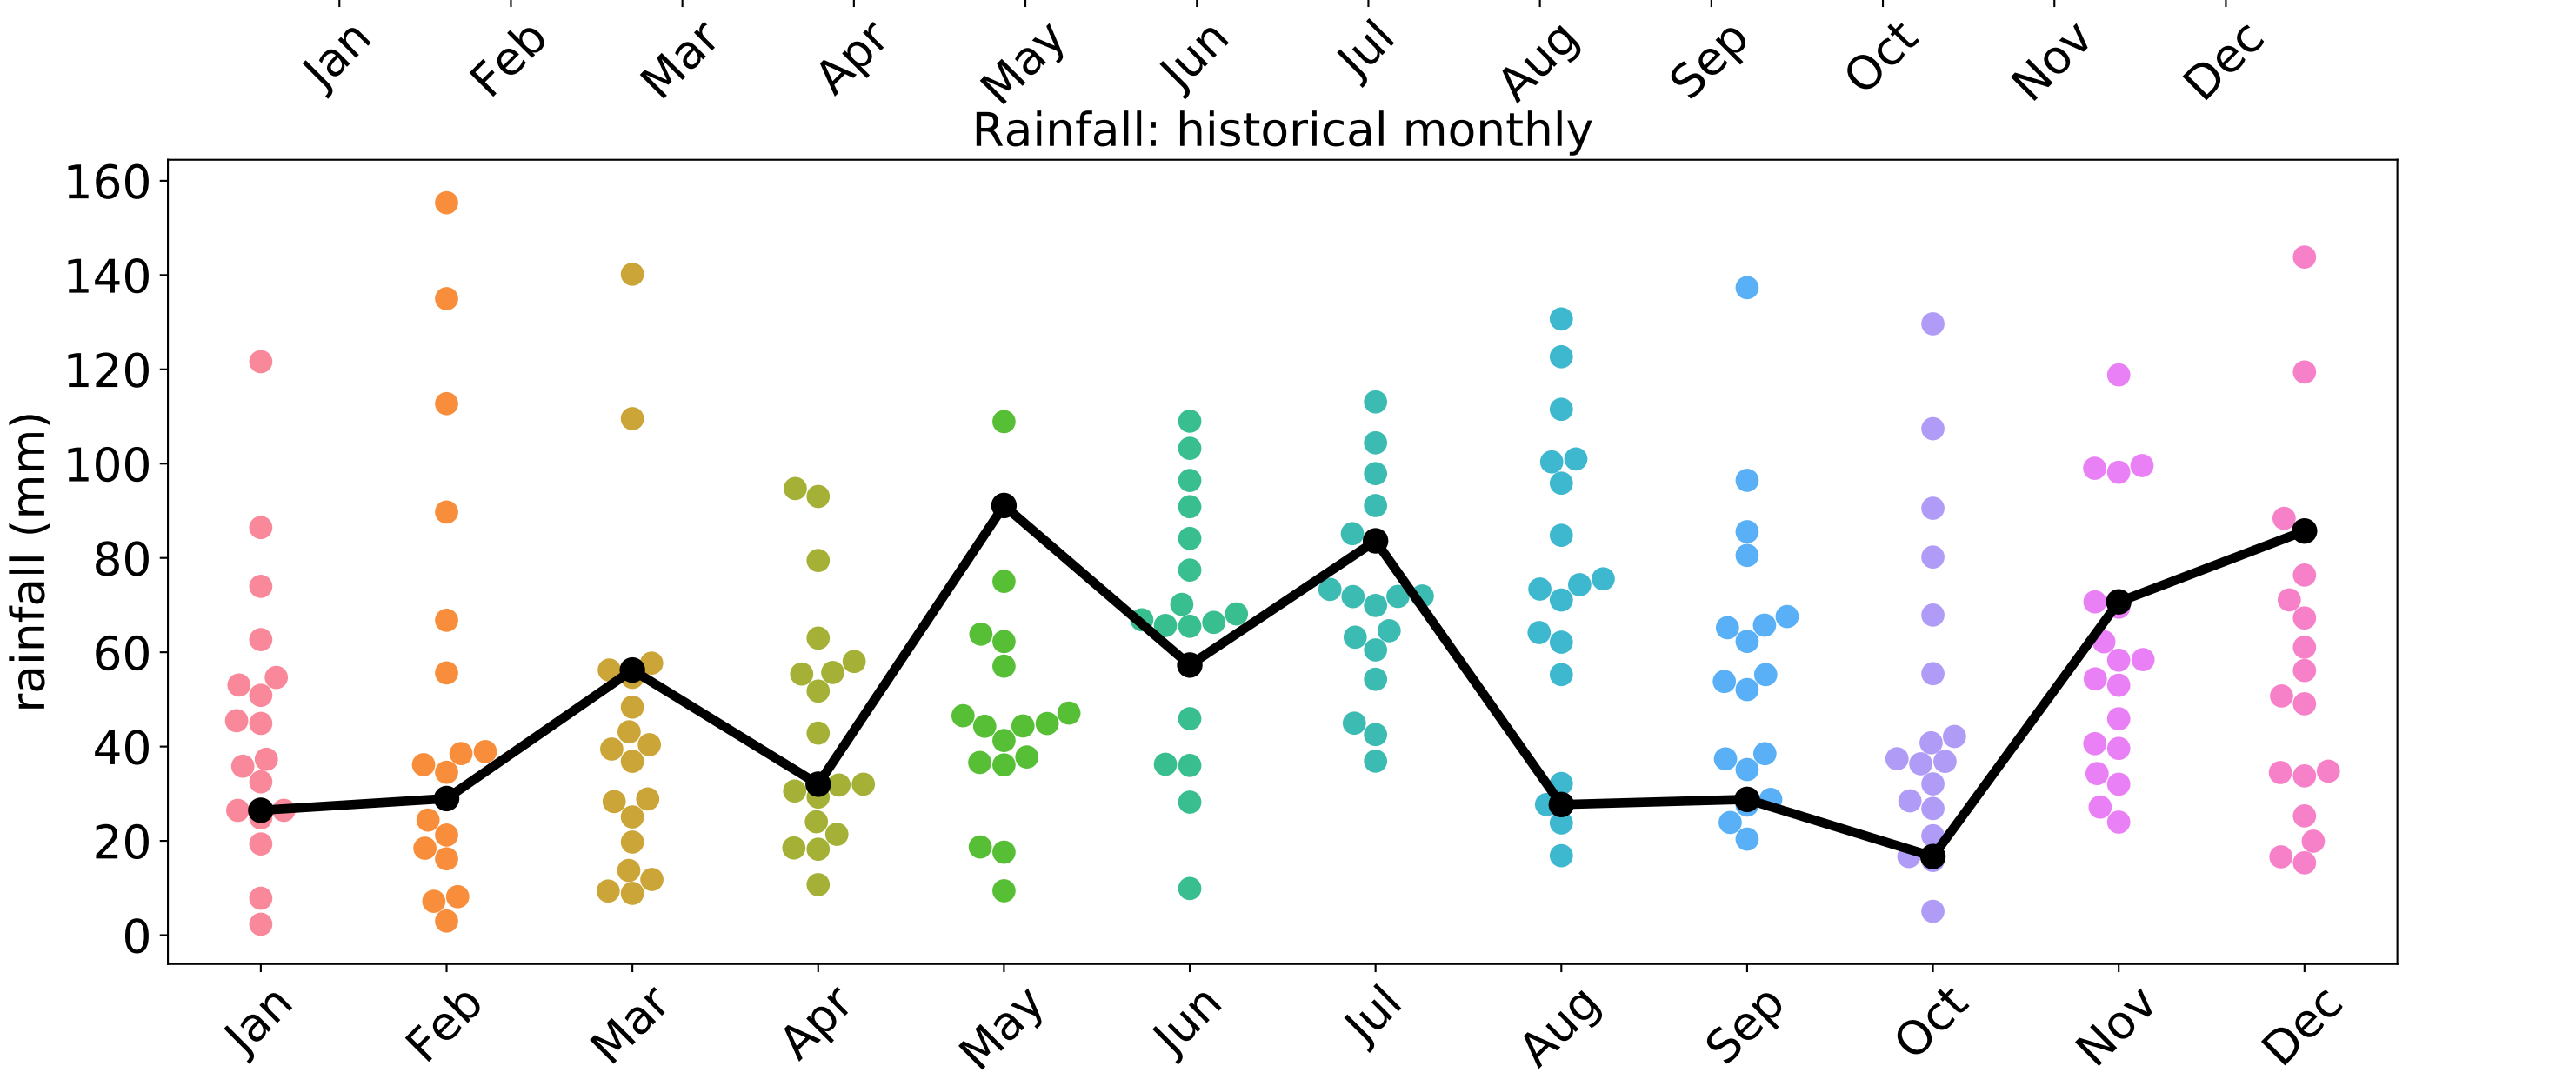 Jan Feb Mar Apr May Jun Jul Aug Sep Oct Nov Dec
Rainfall: historical monthly
rainfall (mm)
160
140
120
100
80
60
40
20
0
Jan Feb Mar Apr May Jun Jul Aug Sep Oct Nov Dec